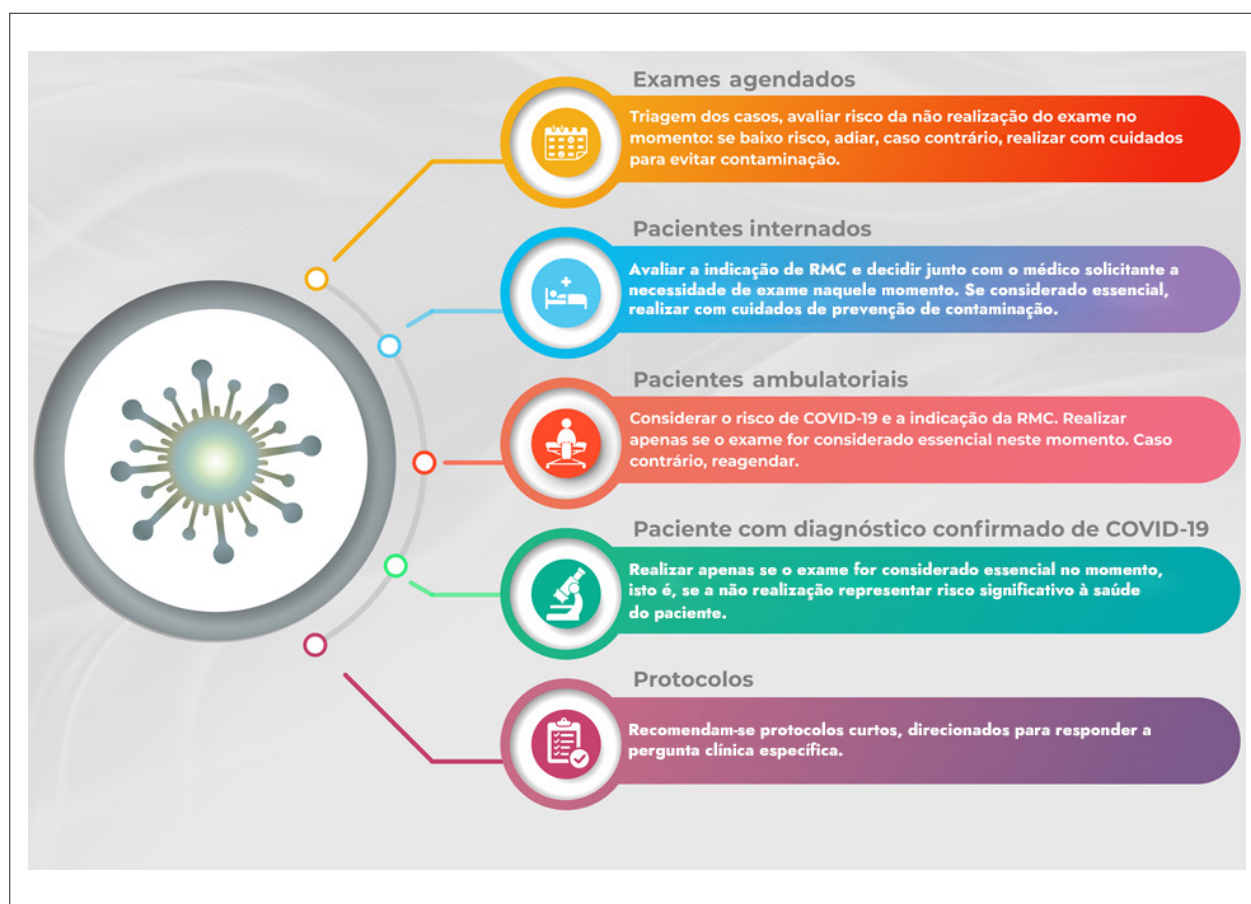 Exames agendados
Triagem dos casos, avaliar risco da não realização do exame no
momento: se baixo risco, adiar, caso contrário, realizar com cuidados
para evitar contaminação.
Pacientes internados
Avaliar a indicação de RMC e decidir junto com o médico solicitante a
necessidade de exame naquele momento. Se considerado essencial,
realizar com cuidados de prevenção de contaminação.
Pacientes ambulatoriais
Considerar o risco de COVID-19 e a indicação da RMC. Realizar
apenas se o exame for considerado essencial neste momento. Caso
contrário, reagendar.
Paciente com diagnóstico confirmado de COVID-19
Realizar apenas se o exame for considerado essencial no momento,
isto é, se a não realização representar risco significativo à saúde
do paciente.
Protocolos
Recomendam-se protocolos curtos, direcionados para responder a
pergunta clínica específica.